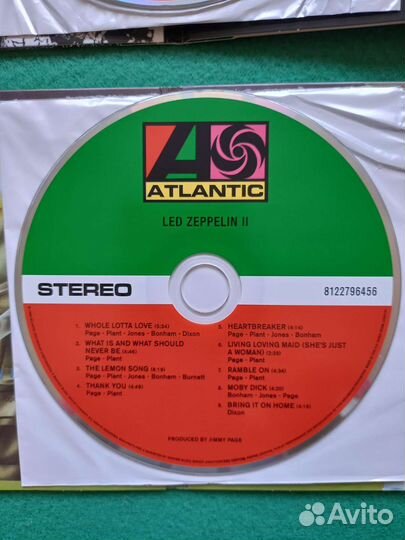 ATLANTIC
LED ZEPPELIN II
STEREO
8122796456
1. WHOLE LOTTA LOVE (5:34)
Page - Plant - Jones - Bonham - Dixon
2. WHAT IS AND WHAT SHOULD
NEVER BE (4:46)
Page - Plant
3. THE LEMON SONG (6:19)
Page - Plant - Jones - Bonham - Burnett
4. THANK YOU (4:49)
Page - Plant
5. HEARTBREAKER (4:14)
Page - Plant - Jones - Bonham
6. LIVING LOVING MAID (SHE'S JUST
A WOMAN) (2:39)
Page - Plant
7. RAMBLE ON (4:34)
Page - Plant
8. MOBY DICK (4:20)
Bonham - Jones - Page
9. BRING IT ON HOME (4:19)
Dixon
PRODUCED BY JIMMY PAGE
Avito